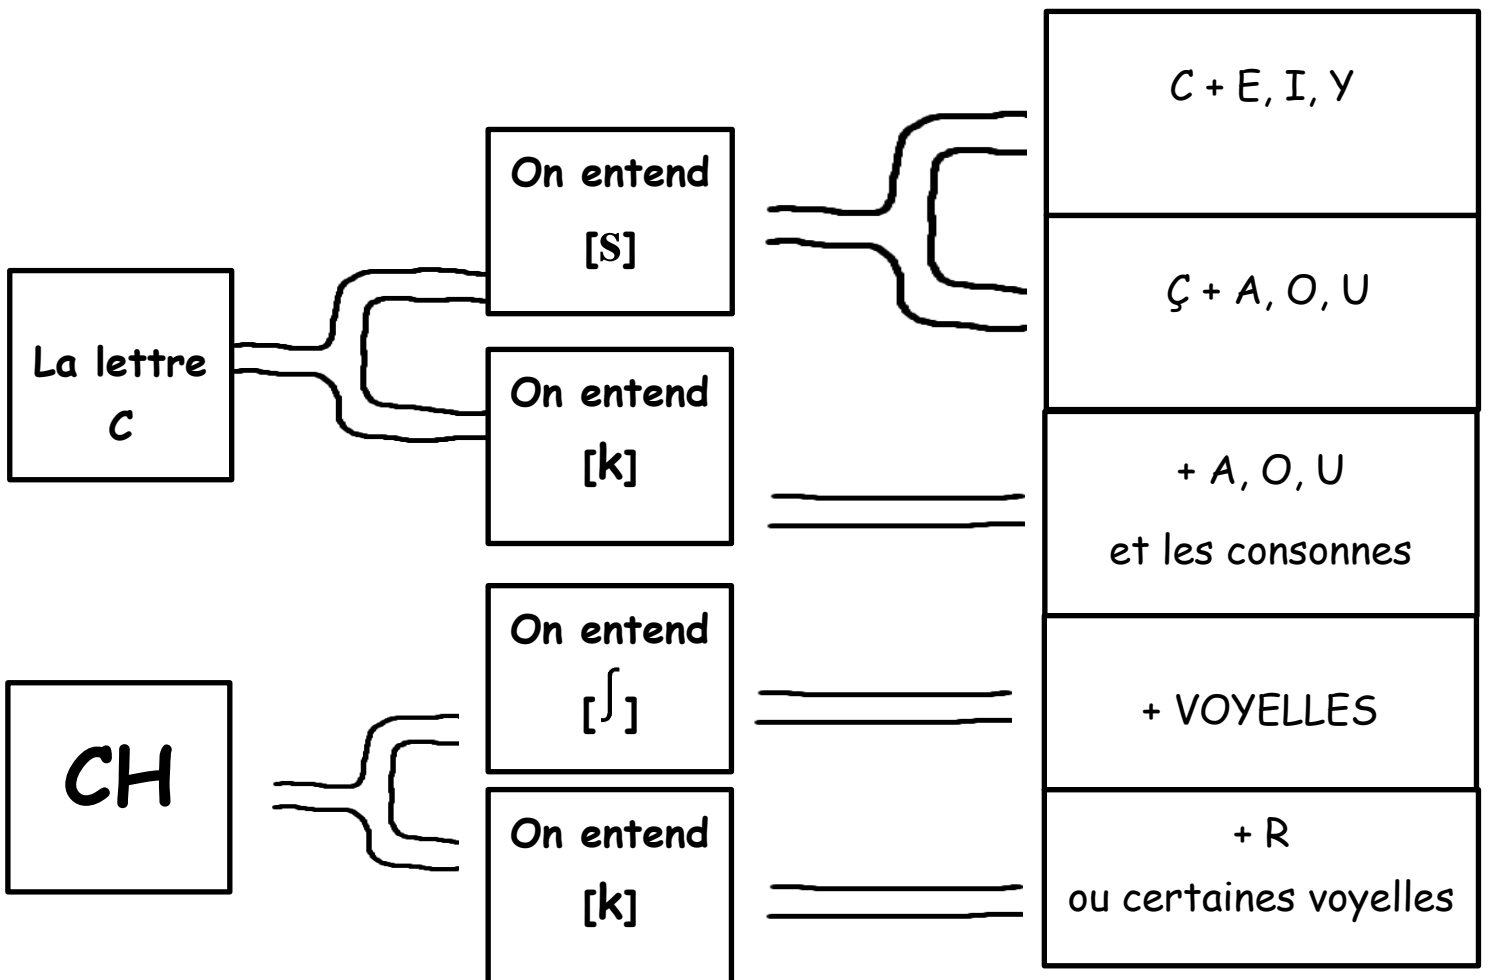 La lettre
C
On entend
[s]
C + E, I, Y
Ç + A, O, U
On entend
[k]
+ A, O, U
et les consonnes
CH
On entend
[ʃ]
+ VOYELLES
On entend
[k]
+ R
ou certaines voyelles